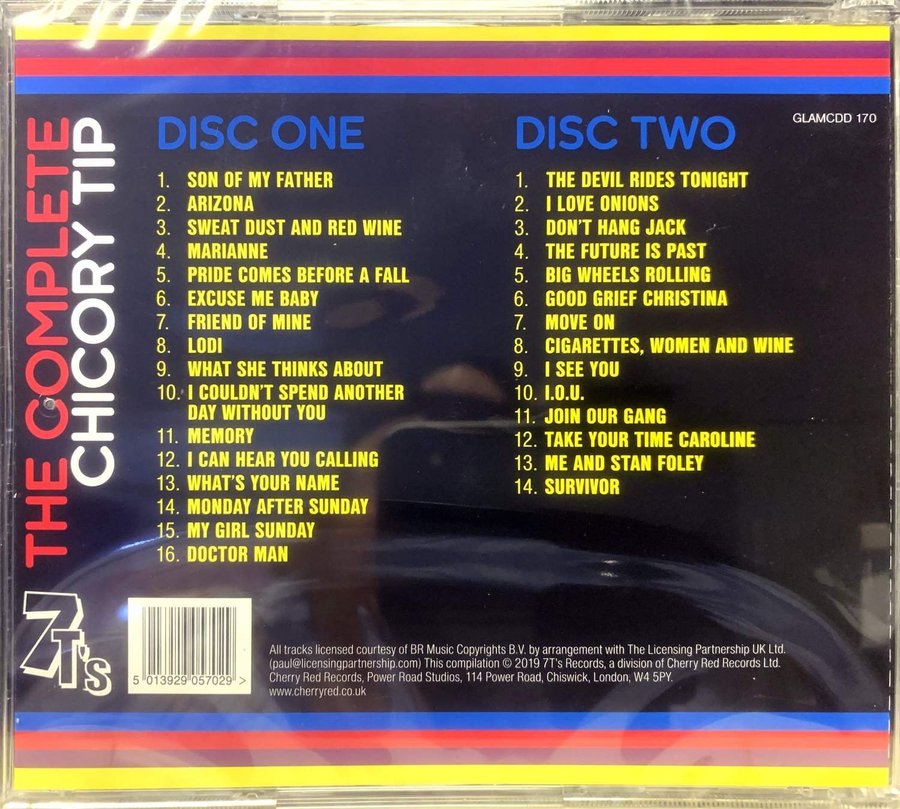 THE COMPLETE
CHICORY TIP
DISC ONE
1. SON OF MY FATHER
2. ARIZONA
3. SWEAT DUST AND RED WINE
4. MARIANNE
5. PRIDE COMES BEFORE A FALL
6. EXCUSE ME BABY
7. FRIEND OF MINE
8. LODI
9. WHAT SHE THINKS ABOUT
10. I COULDN'T SPEND ANOTHER
DAY WITHOUT YOU
11. MEMORY
12. I CAN HEAR YOU CALLING
13. WHAT'S YOUR NAME
14. MONDAY AFTER SUNDAY
15. MY GIRL SUNDAY
16. DOCTOR MAN
DISC TWO
1. THE DEVIL RIDES TONIGHT
2. I LOVE ONIONS
3. DON'T HANG JACK
4. THE FUTURE IS PAST
5. BIG WHEELS ROLLING
6. GOOD GRIEF CHRISTINA
7. MOVE ON
8. CIGARETTES, WOMEN AND WINE
9. I SEE YOU
10. I.O.U.
11. JOIN OUR GANG
12. TAKE YOUR TIME CAROLINE
13. ME AND STAN FOLEY
14. SURVIVOR
GLAMCDD 170
7T's
5 013929 057029 >
All tracks licensed courtesy of BR Music Copyrights B.V. by arrangement with The Licensing Partnership UK Ltd.
(paul@licensingpartnership.com) This compilation © 2019 7T's Records, a division of Cherry Red Records Ltd.
Cherry Red Records, Power Road Studios, 114 Power Road, Chiswick, London, W4 5PY.
www.cherryred.co.uk